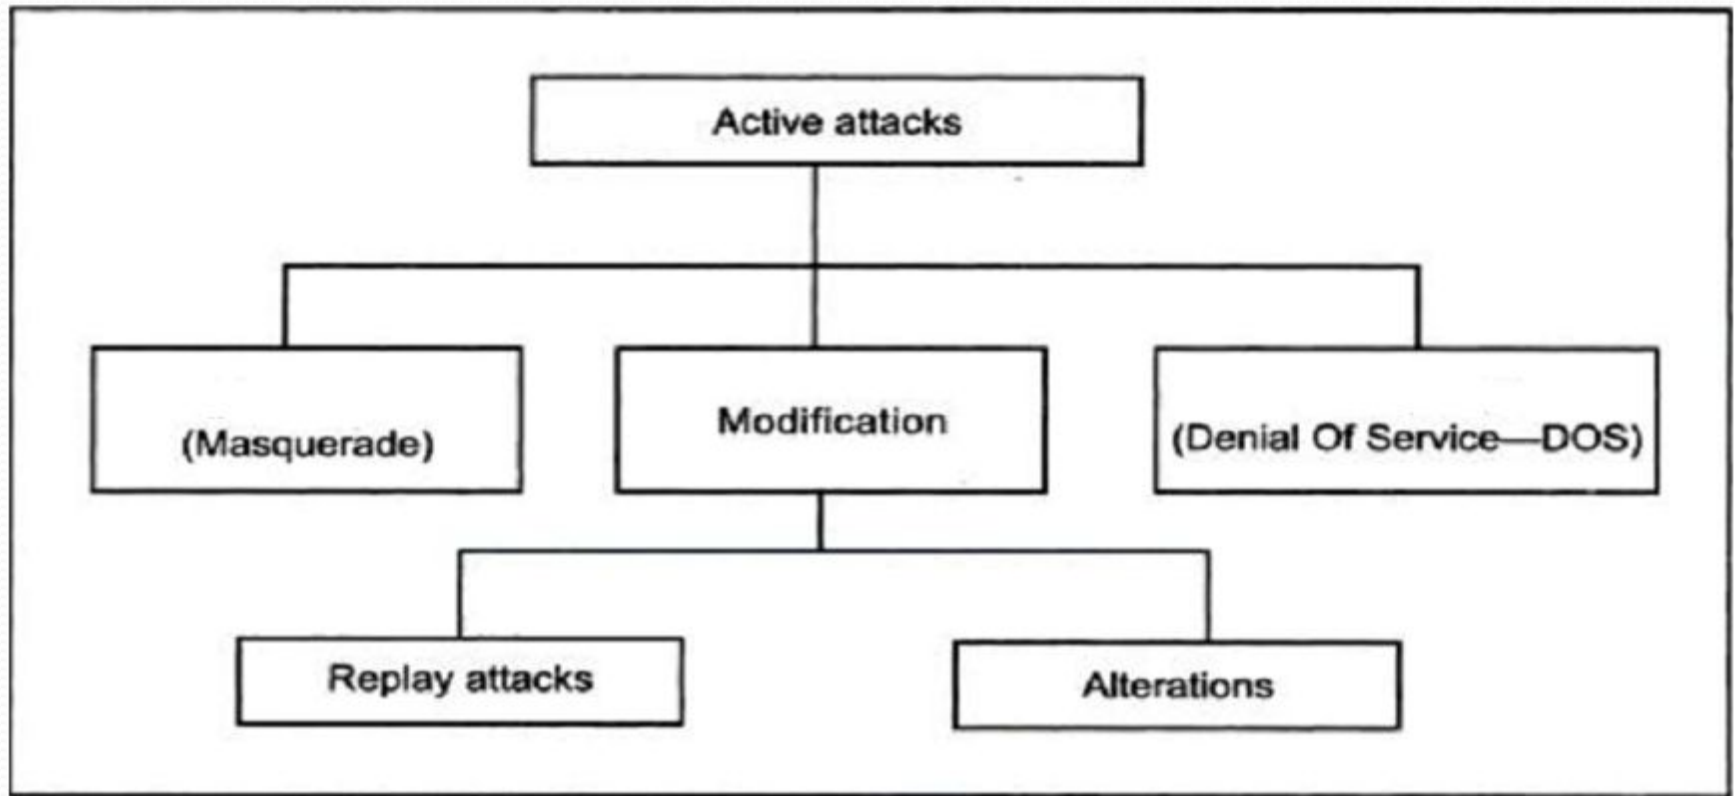 Active attacks
(Masquerade)
Modification
(Denial Of Service—DOS)
Replay attacks
Alterations